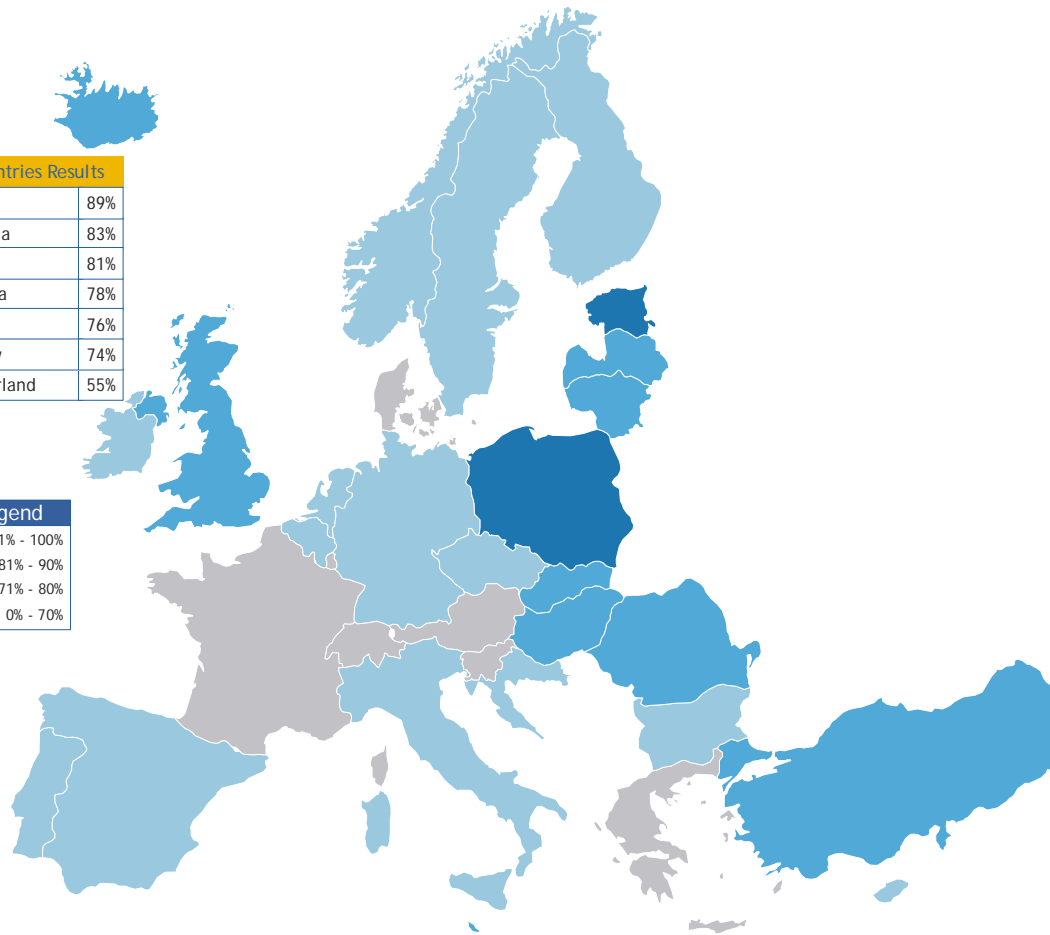 ntries Results
89%
a 83%
81%
a 78%
76%
74%
rland 55%
gend
1% - 100%
81% - 90%
71% - 80%
0% - 70%